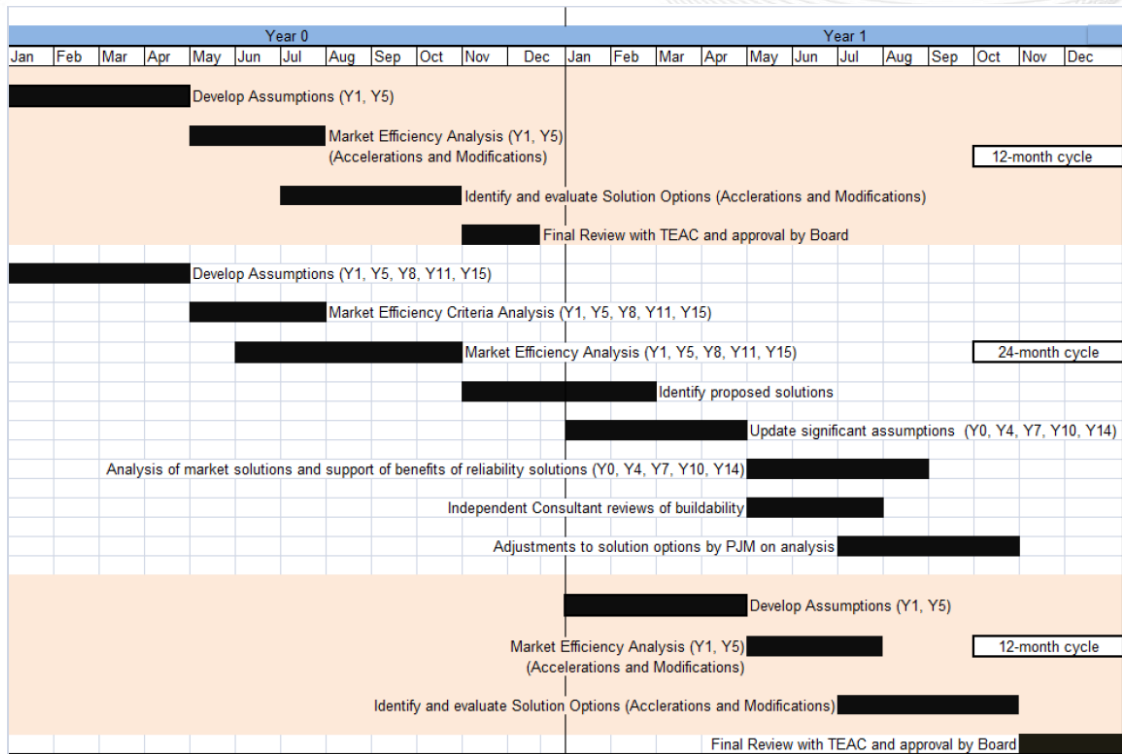 Year 0 Year 1
Jan Feb Mar Apr May Jun Jul Aug Sep Oct Nov Dec Jan Feb Mar Apr May Jun Jul Aug Sep Oct Nov Dec
Develop Assumptions (Y1, Y5)
Market Efficiency Analysis (Y1, Y5)
(Accelerations and Modifications)
12-month cycle
Identify and evaluate Solution Options (Acclerations and Modifications)
Final Review with TEAC and approval by Board
Develop Assumptions (Y1, Y5, Y8, Y11, Y15)
Market Efficiency Criteria Analysis (Y1, Y5, Y8, Y11, Y15)
Market Efficiency Analysis (Y1, Y5, Y8, Y11, Y15)
24-month cycle
Identify proposed solutions
Update significant assumptions (Y0, Y4, Y7, Y10, Y14)
Analysis of market solutions and support of benefits of reliability solutions (Y0, Y4, Y7, Y10, Y14)
Independent Consultant reviews of buildability
Adjustments to solution options by PJM on analysis
Develop Assumptions (Y1, Y5)
Market Efficiency Analysis (Y1, Y5)
(Accelerations and Modifications)
12-month cycle
Identify and evaluate Solution Options (Acclerations and Modifications)
Final Review with TEAC and approval by Board